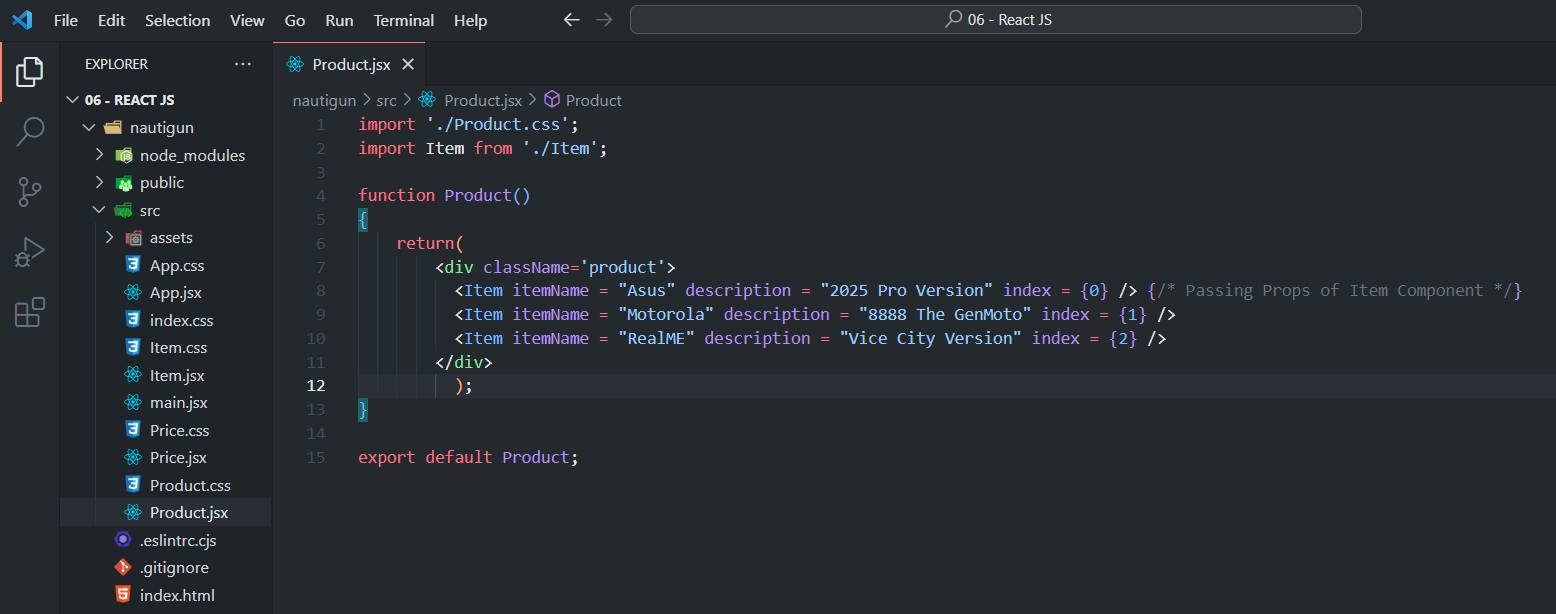 File Edit Selection View Go Run Terminal Help 06 - React JS
EXPLORER ··· Product.jsx
06 - REACT JS
nautigun > src > Product.jsx > Product
nautigun
node_modules
public
src
assets
App.css
App.jsx
index.css
Item.css
Item.jsx
main.jsx
Price.css
Price.jsx
Product.css
Product.jsx
.eslintrc.cjs
.gitignore
index.html
1 import './Product.css';
2 import Item from './Item';
3
4 function Product()
5 {
6     return(
7         <div className='product'>
8           <Item itemName = "Asus" description = "2025 Pro Version" index = {0} /> {/* Passing Props of Item Component */}
9           <Item itemName = "Motorola" description = "8888 The GenMoto" index = {1} />
10           <Item itemName = "RealME" description = "Vice City Version" index = {2} />
11         </div>
12           );
13 }
14
15 export default Product;